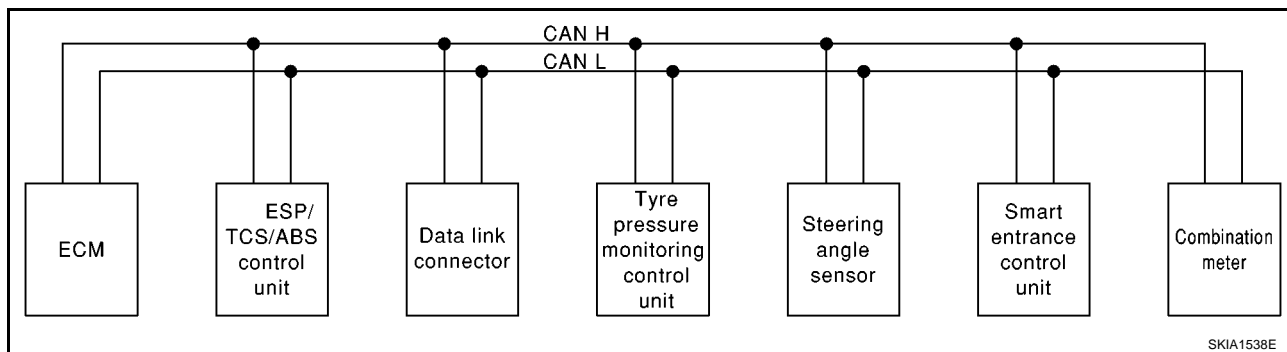 CAN H
CAN L
ECM
ESP/
TCS/ABS
control
unit
Data link
connector
Tyre
pressure
monitoring
control
unit
Steering
angle
sensor
Smart
entrance
control
unit
Combination
meter
SKIA1538E